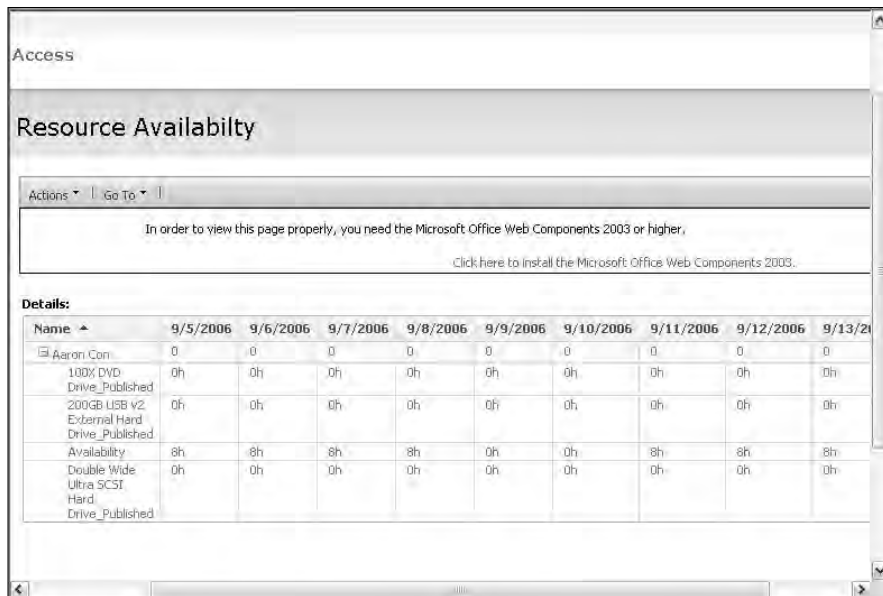 Access
Resource Availabilty
Actions Go To
In order to view this page properly, you need the Microsoft Office Web Components 2003 or higher.
Click here to install the Microsoft Office Web Components 2003.
Details:
Name 9/5/2006 9/6/2006 9/7/2006 9/8/2006 9/9/2006 9/10/2006 9/11/2006 9/12/2006 9/13/2
Aaron Con 0 0 0 0 0 0 0 0 0
100X DVD 0h 0h 0h 0h 0h 0h 0h 0h 0h
Drive_Published
200GB USB v2 0h 0h 0h 0h 0h 0h 0h 0h 0h
External Hard
Drive_Published
Availability 8h 8h 8h 8h 0h 0h 8h 8h 8h
Double Wide 0h 0h 0h 0h 0h 0h 0h 0h 0h
Ultra SCSI
Hard
Drive_Published